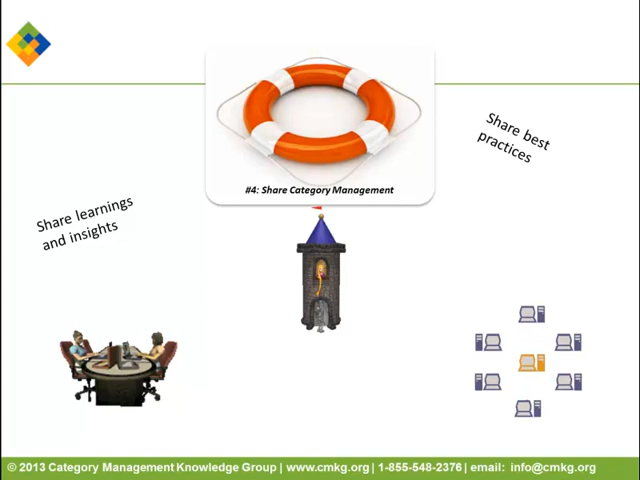 #4: Share Category Management
Share best
practices
Share learnings
and insights
© 2013 Category Management Knowledge Group | www.cmkg.org | 1-855-548-2376 | email: info@cmkg.org